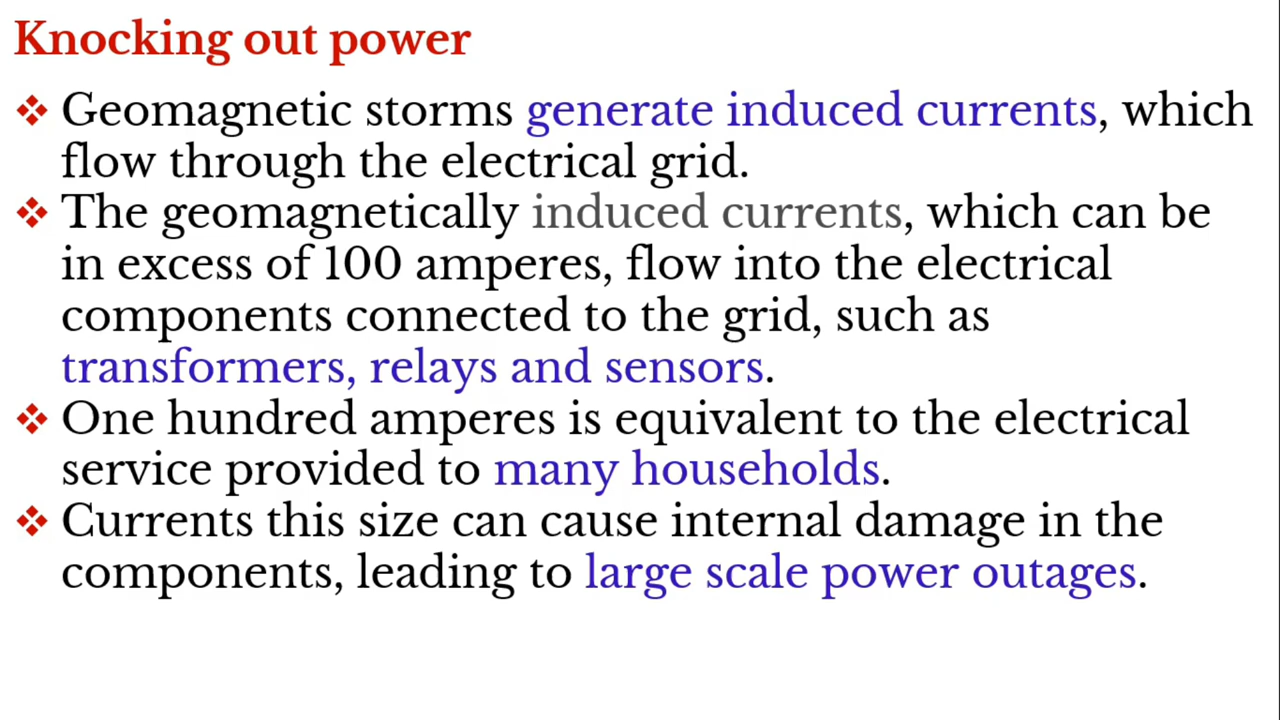 Knocking out power
❖ Geomagnetic storms generate induced currents, which
flow through the electrical grid.
❖ The geomagnetically induced currents, which can be
in excess of 100 amperes, flow into the electrical
components connected to the grid, such as
transformers, relays and sensors.
❖ One hundred amperes is equivalent to the electrical
service provided to many households.
❖ Currents this size can cause internal damage in the
components, leading to large scale power outages.